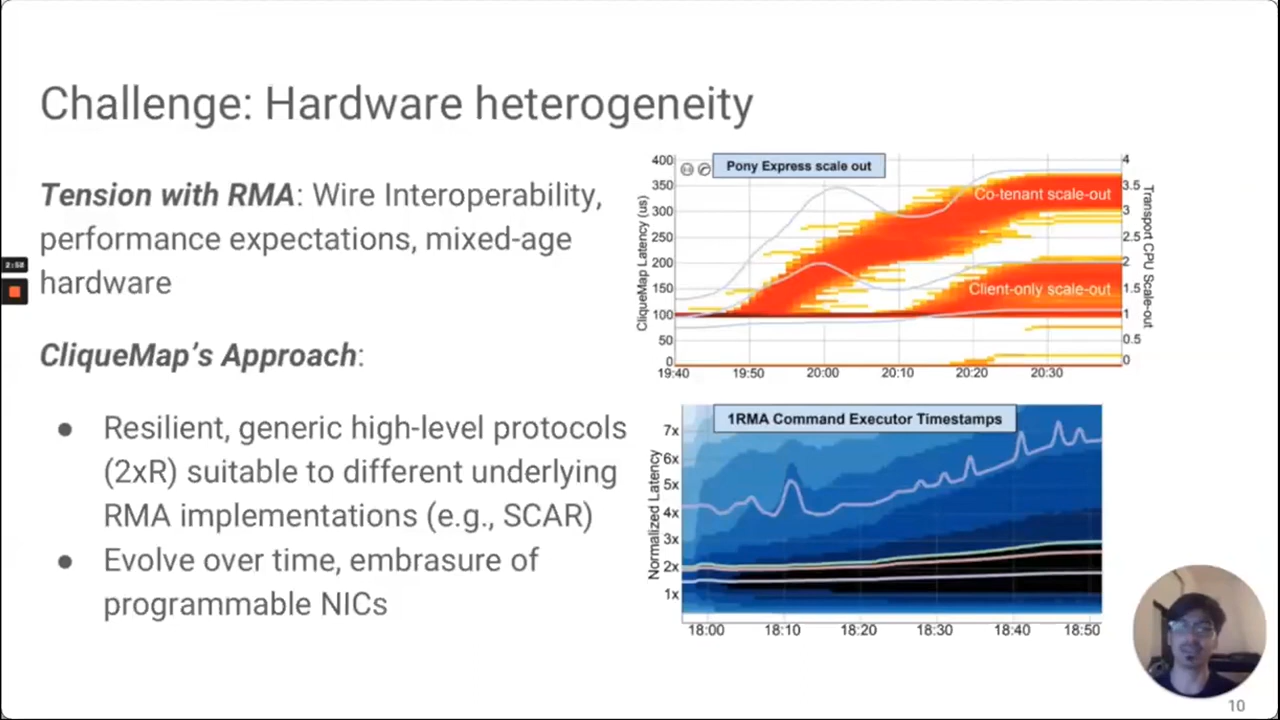 Challenge: Hardware heterogeneity
Tension with RMA: Wire Interoperability,
performance expectations, mixed-age
hardware
CliqueMap's Approach:
● Resilient, generic high-level protocols
(2xR) suitable to different underlying
RMA implementations (e.g., SCAR)
● Evolve over time, embrasure of
programmable NICs
2:58
Pony Express scale out
CliqueMap Latency (us)
400
350
300
250
200
150
100
50
0
Co-tenant scale-out
Client-only scale-out
4
3.5
3
2.5
2
1.5
1
0.5
0
Transport CPU Scale-out
19:40 19:50 20:00 20:10 20:20 20:30
1RMA Command Executor Timestamps
Normalized Latency
7x
6x
5x
4x
3x
2x
1x
18:00 18:10 18:20 18:30 18:40 18:50
10